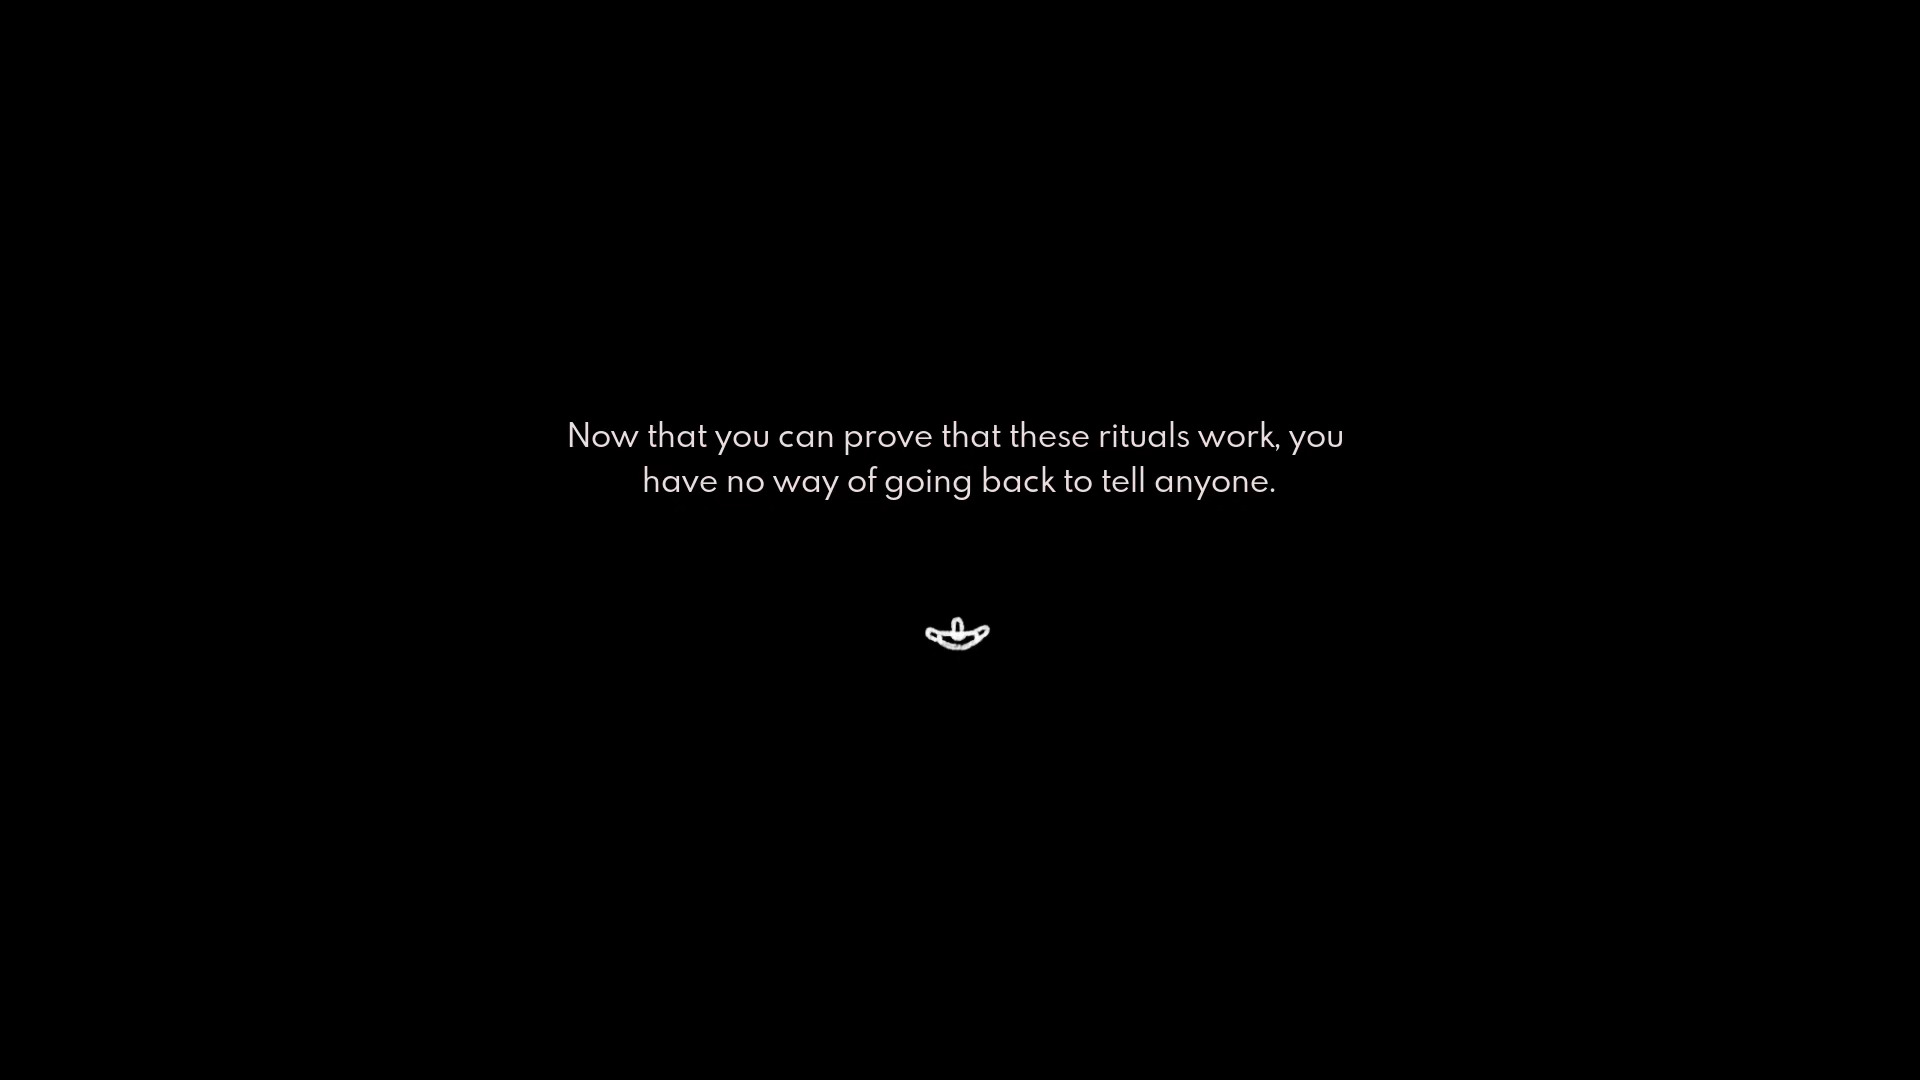 Now that you can prove that these rituals work, you
have no way of going back to tell anyone.